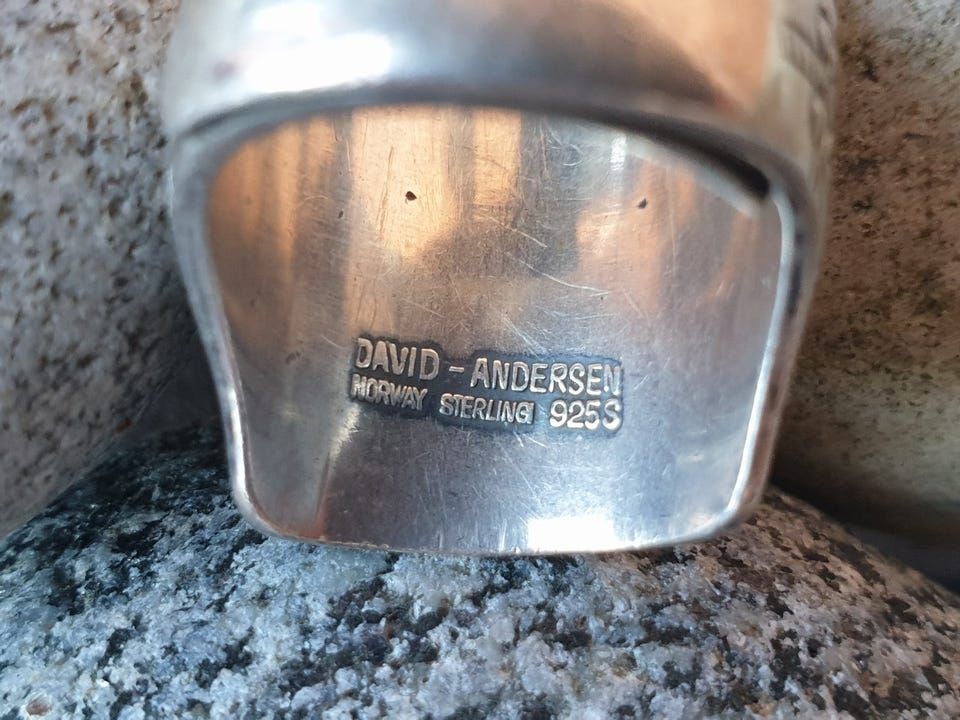 DAVID - ANDERSEN
NORWAY STERLING 925S